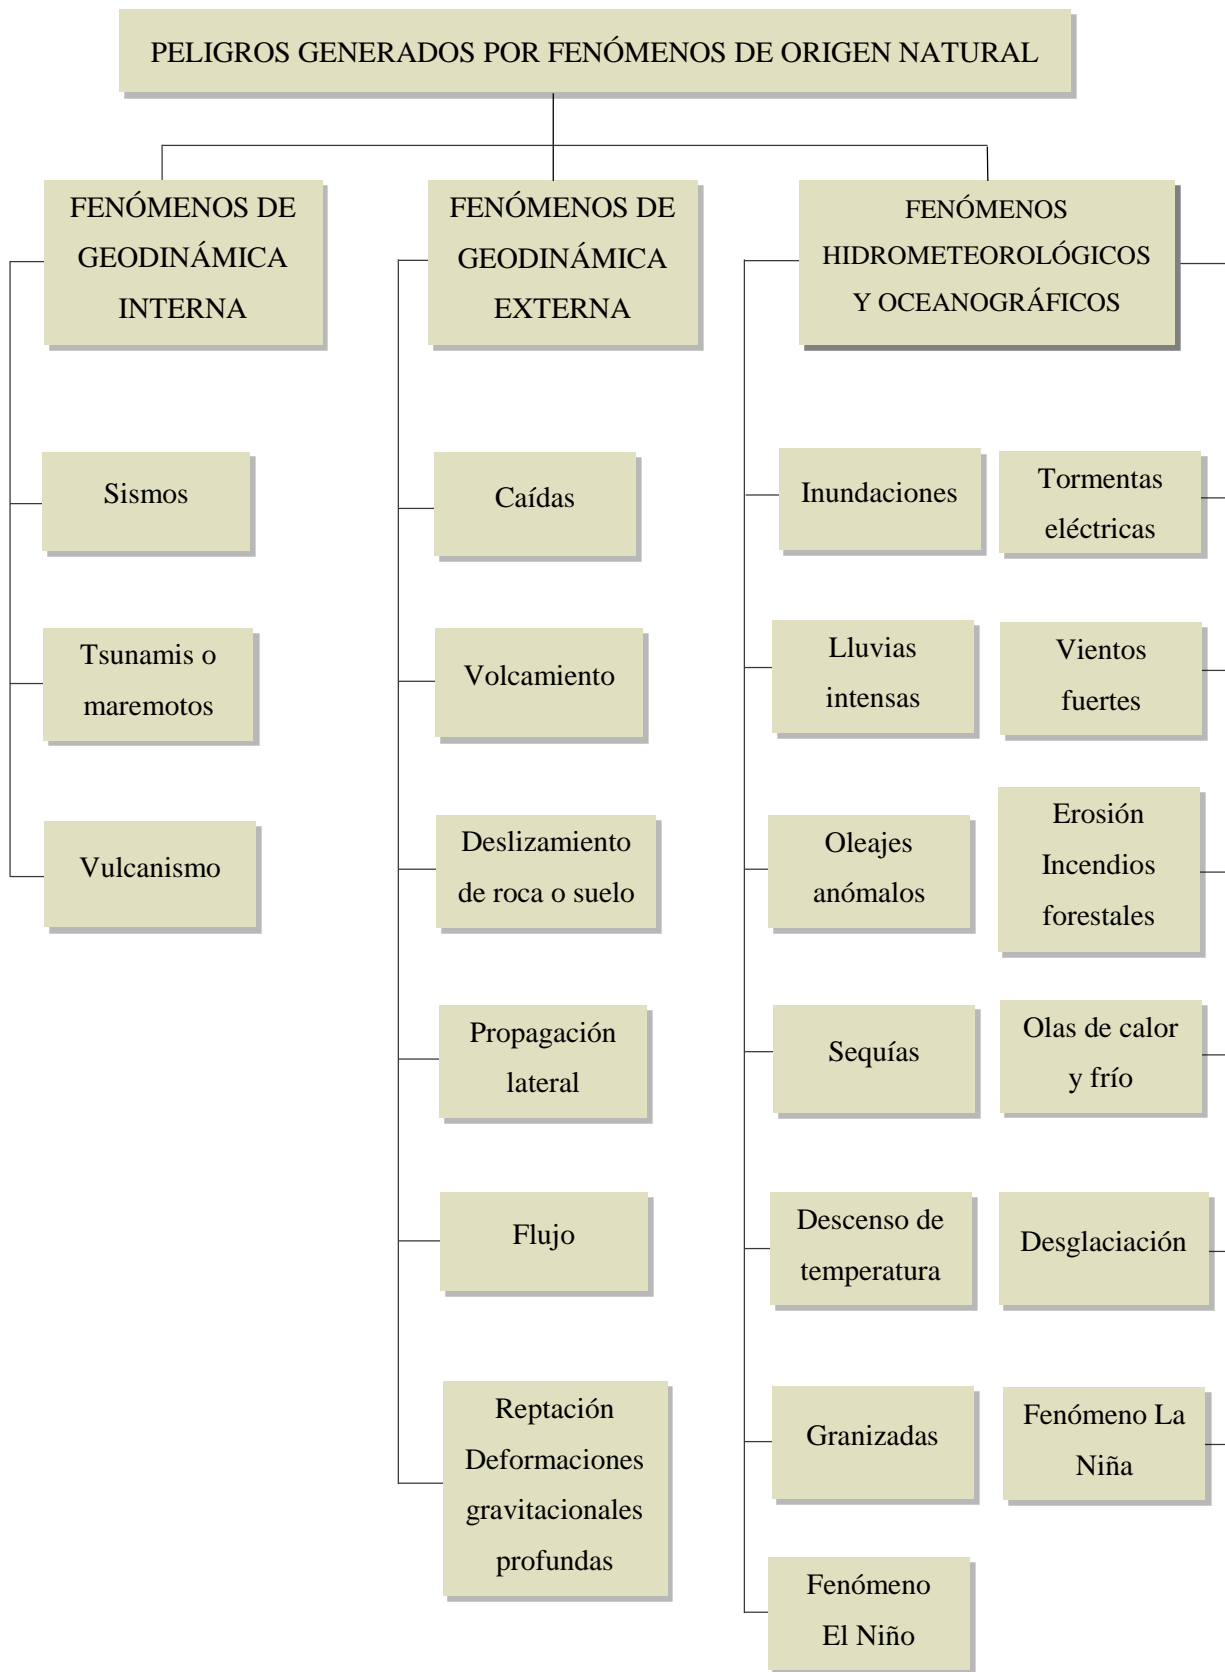 PELIGROS GENERADOS POR FENÓMENOS DE ORIGEN NATURAL
FENÓMENOS DE
GEODINÁMICA
INTERNA
Sismos
Tsunamis o
maremotos
Vulcanismo
FENÓMENOS DE
GEODINÁMICA
EXTERNA
Caídas
Volcamiento
Deslizamiento
de roca o suelo
Propagación
lateral
Flujo
Reptación
Deformaciones
gravitacionales
profundas
FENÓMENOS
HIDROMETEOROLÓGICOS
Y OCEANOGRÁFICOS
Inundaciones
Lluvias
intensas
Oleajes
anómalos
Sequías
Descenso de
temperatura
Granizadas
Fenómeno
El Niño
Tormentas
eléctricas
Vientos
fuertes
Erosión
Incendios
forestales
Olas de calor
y frío
Desglaciación
Fenómeno La
Niña